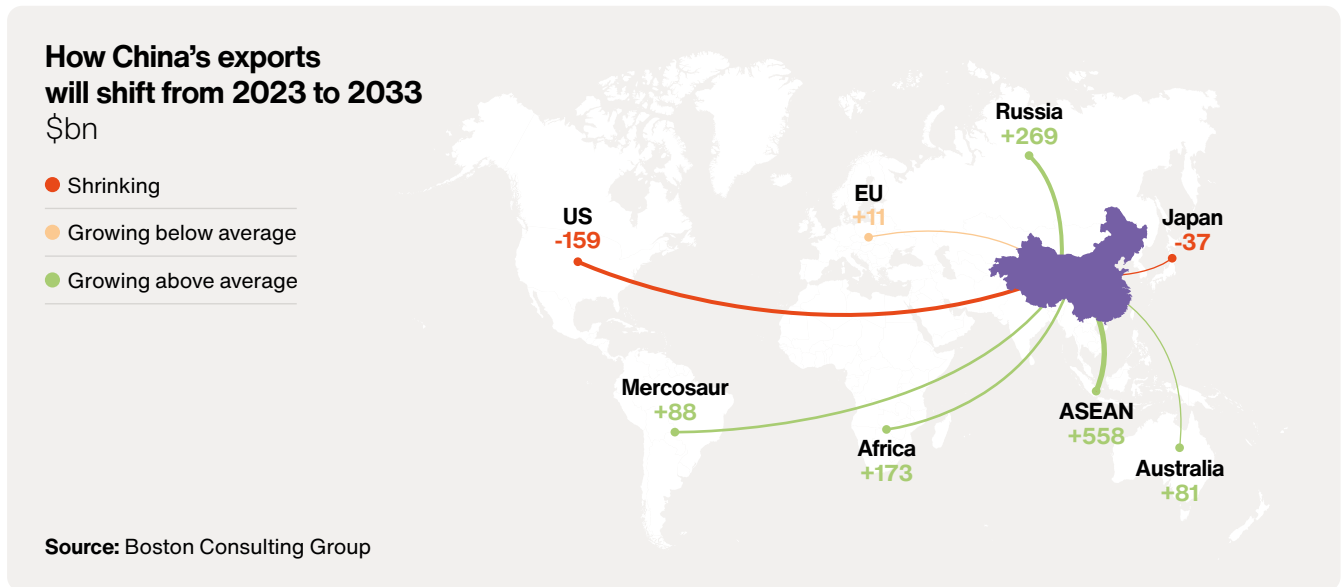 How China’s exports
will shift from 2023 to 2033
$bn
Shrinking
Growing below average
Growing above average
US
-159
EU
+11
Russia
+269
Japan
-37
Mercosaur
+88
Africa
+173
ASEAN
+558
Australia
+81
Source: Boston Consulting Group